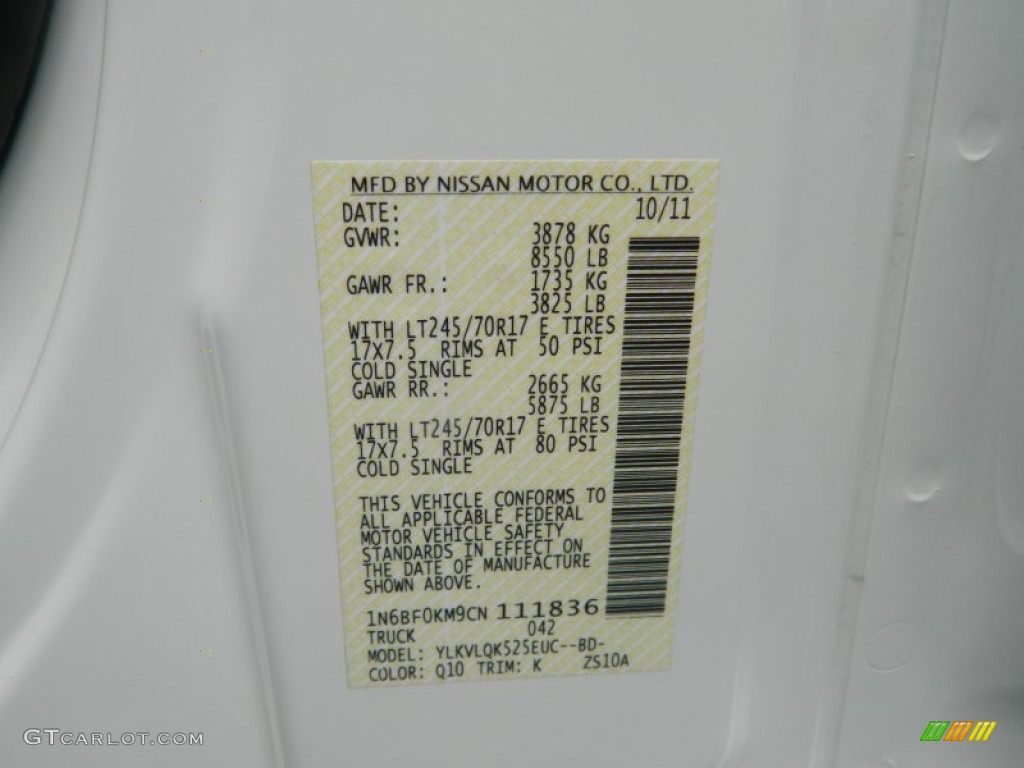 MFD BY NISSAN MOTOR CO., LTD.
DATE: 10/11
GVWR: 3878 KG
8550 LB
GAWR FR.: 1735 KG
3825 LB
WITH LT245/70R17 E TIRES
17X7.5 RIMS AT 50 PSI
COLD SINGLE
GAWR RR.: 2665 KG
5875 LB
WITH LT245/70R17 E TIRES
17X7.5 RIMS AT 80 PSI
COLD SINGLE
THIS VEHICLE CONFORMS TO
ALL APPLICABLE FEDERAL
MOTOR VEHICLE SAFETY
STANDARDS IN EFFECT ON
THE DATE OF MANUFACTURE
SHOWN ABOVE.
1N6BF0KM9CN 111836
TRUCK 042
MODEL: YLKVLQK525EUC--BD-
COLOR: Q10 TRIM: K ZS10A
GTCARLOT.COM